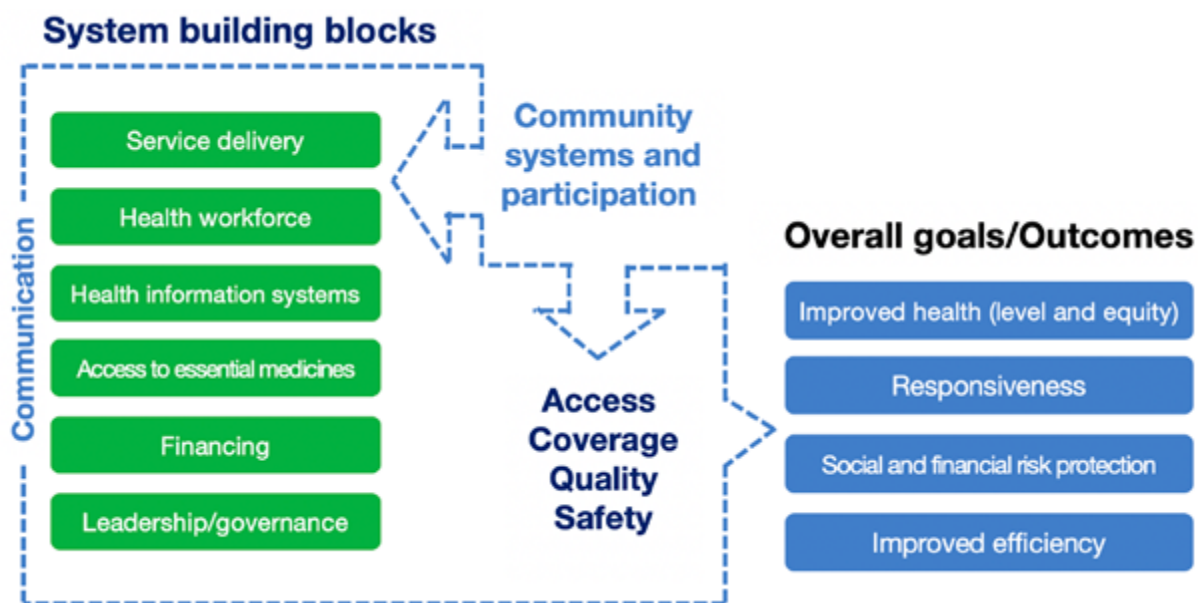 System building blocks
Service delivery
Health workforce
Health information systems
Access to essential medicines
Financing
Leadership/governance
Communication
Community
systems and
participation
Access
Coverage
Quality
Safety
Overall goals/Outcomes
Improved health (level and equity)
Responsiveness
Social and financial risk protection
Improved efficiency